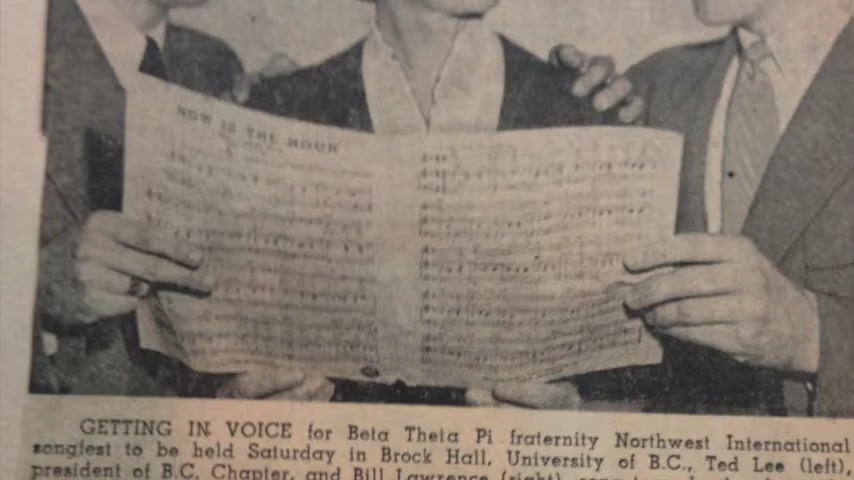 NOW IS THE HOUR
GETTING IN VOICE for Beta Theta Pi fraternity Northwest International
songfest to be held Saturday in Brock Hall, University of B.C., Ted Lee (left),
president of B.C. Chapter, and Bill Lawrence (right),